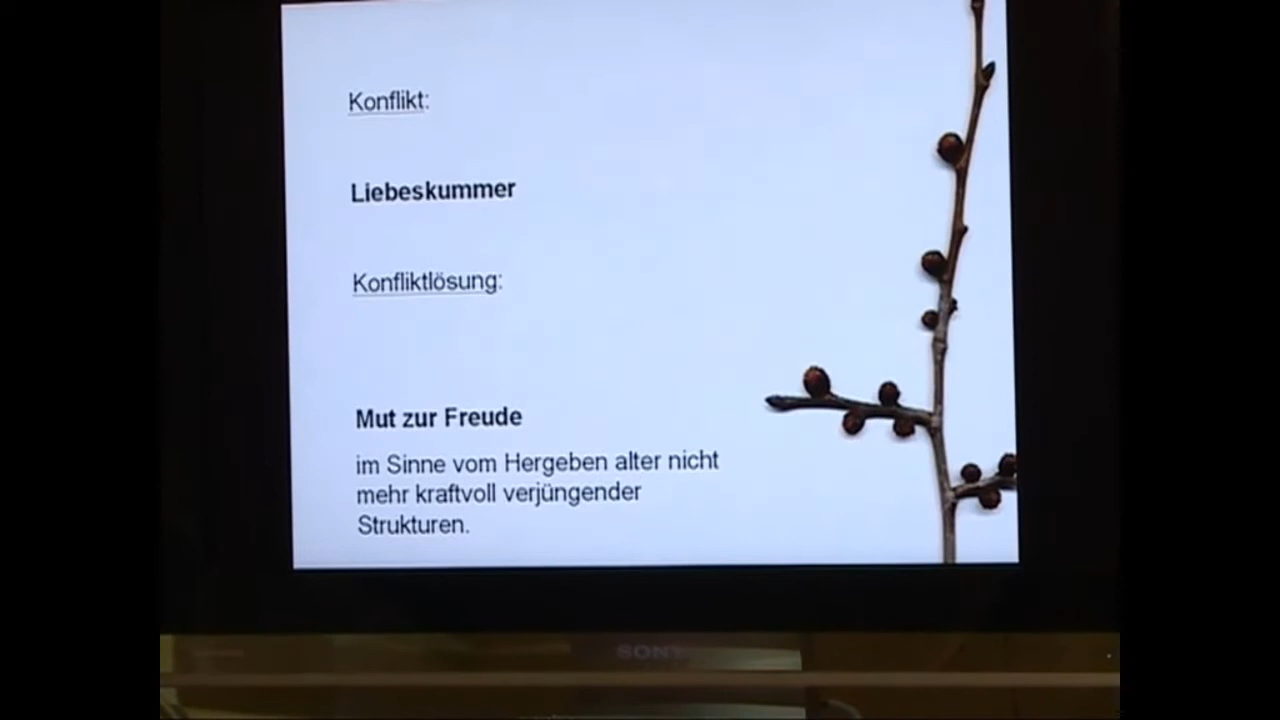 Konflikt:
Liebeskummer
Konfliktlösung:
Mut zur Freude
im Sinne vom Hergeben alter nicht
mehr kraftvoll verjüngender
Strukturen.
SONY